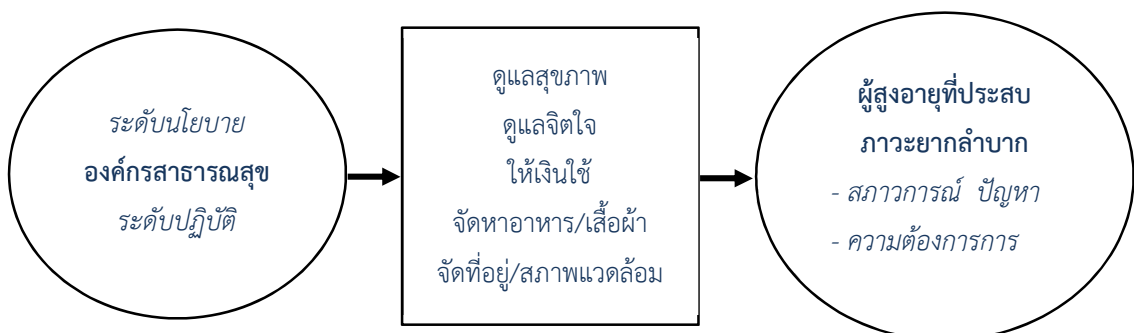 ระดับนโยบาย
องค์กรสาธารณสุข
ระดับปฏิบัติ
ดูแลสุขภาพ
ดูแลจิตใจ
ให้เงินใช้
จัดหาอาหาร/เสื้อผ้า
จัดที่อยู่/สภาพแวดล้อม
ผู้สูงอายุที่ประสบ
ภาวะยากลำบาก
- สภาวการณ์ ปัญหา
- ความต้องการการ